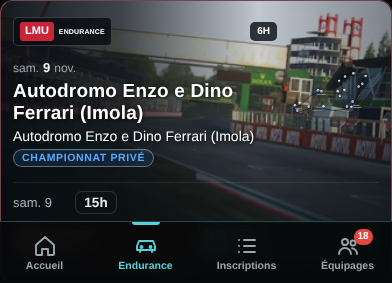 LMU ENDURANCE 6H
sam. 9 nov.
Autodromo Enzo e Dino
Ferrari (Imola)
Autodromo Enzo e Dino Ferrari (Imola)
CHAMPIONNAT PRIVÉ
sam. 9 15h
18
Accueil Endurance Inscriptions Équipages